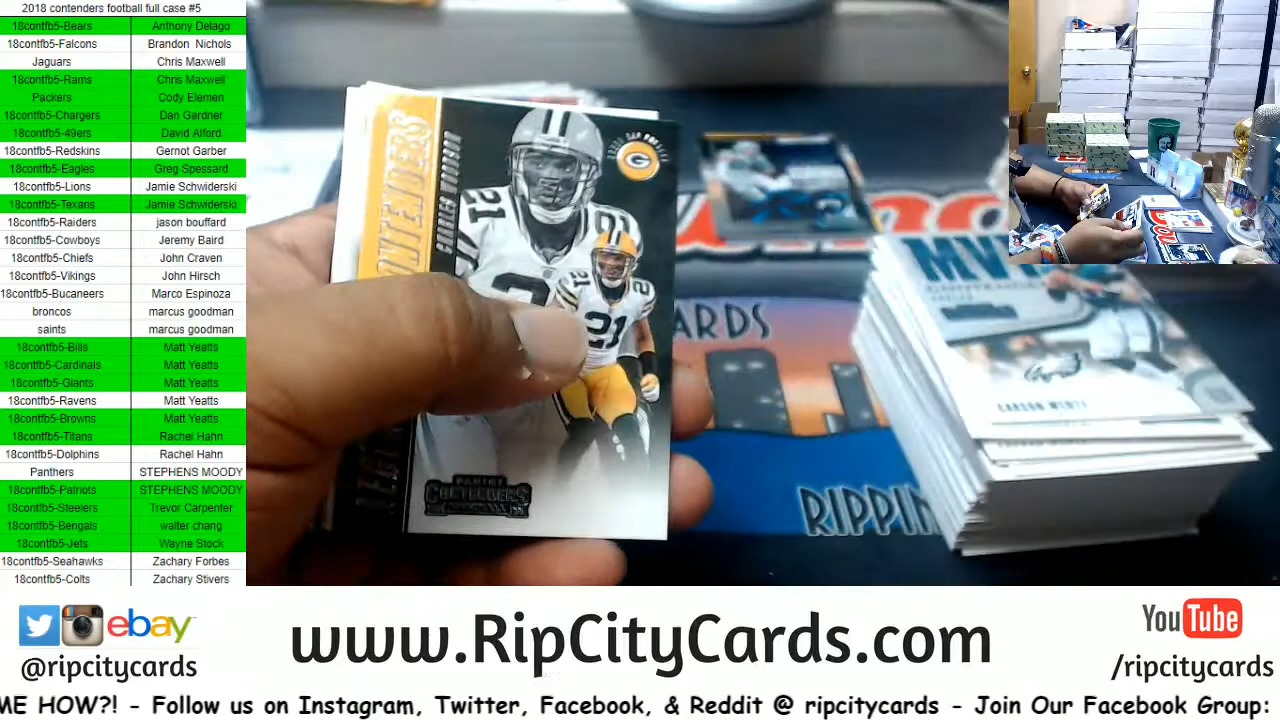 2018 contenders football full case #5
18contfb5-Bears Anthony Delago
18contfb5-Falcons Brandon Nichols
Jaguars Chris Maxwell
18contfb5-Rams Chris Maxwell
Packers Cody Elemen
18contfb5-Chargers Dan Gardner
18contfb5-49ers David Alford
18contfb5-Redskins Gernot Garber
18contfb5-Eagles Greg Spessard
18contfb5-Lions Jamie Schwiderski
18contfb5-Texans Jamie Schwiderski
18contfb5-Raiders jason bouffard
18contfb5-Cowboys Jeremy Baird
18contfb5-Chiefs John Craven
18contfb5-Vikings John Hirsch
18contfb5-Bucaneers Marco Espinoza
broncos marcus goodman
saints marcus goodman
18contfb5-Bills Matt Yeatts
18contfb5-Cardinals Matt Yeatts
18contfb5-Giants Matt Yeatts
18contfb5-Ravens Matt Yeatts
18contfb5-Browns Matt Yeatts
18contfb5-Titans Rachel Hahn
18contfb5-Dolphins Rachel Hahn
Panthers STEPHENS MOODY
18contfb5-Patriots STEPHENS MOODY
18contfb5-Steelers Trevor Carpenter
18contfb5-Bengals walter chang
18contfb5-Jets Wayne Stock
18contfb5-Seahawks Zachary Forbes
18contfb5-Colts Zachary Stivers
CHARLES WOODSON
21
21
PANINI
CONTENDERS
FOOTBALL
MVP
CONTENDERS
CARSON WENTZ
ARDS
RIPPIN
ebay
@ripcitycards
www.RipCityCards.com
YouTube
/ripcitycards
ME HOW?! - Follow us on Instagram, Twitter, Facebook, & Reddit @ ripcitycards - Join Our Facebook Group: